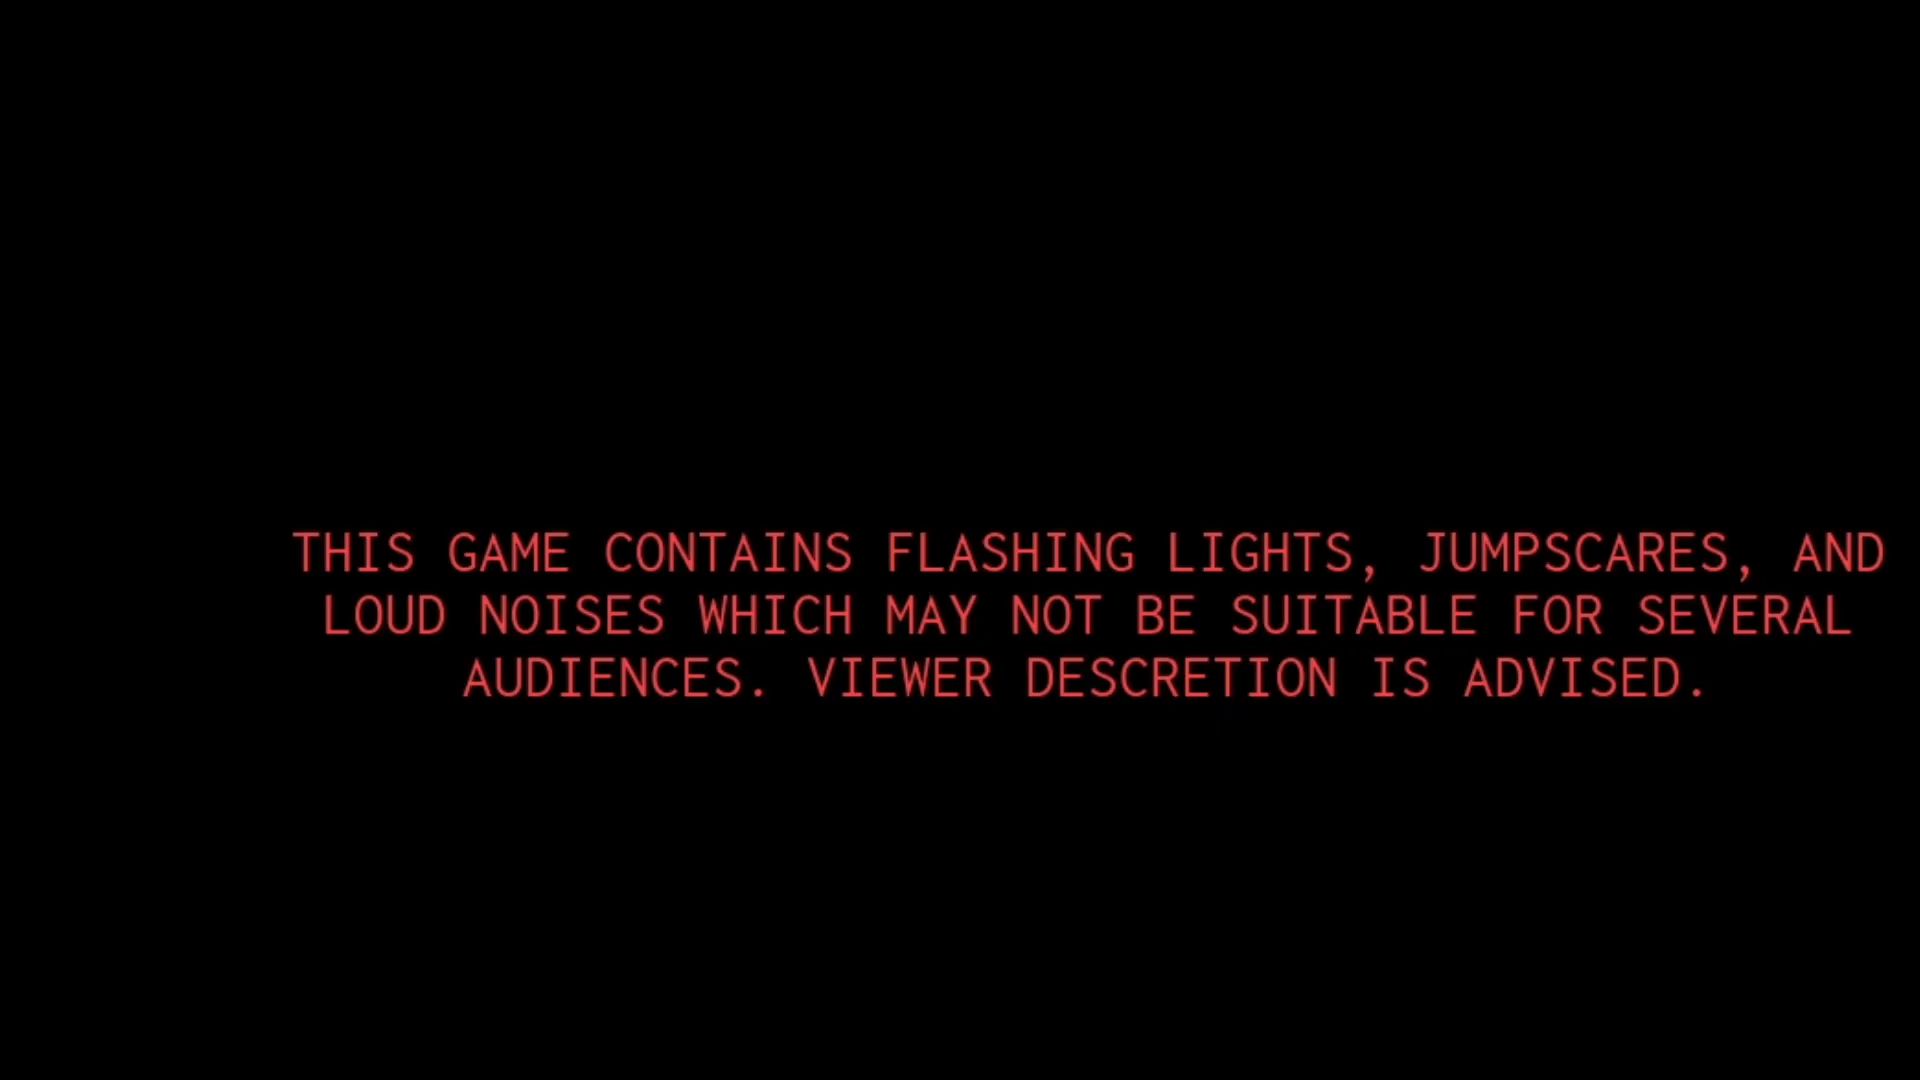 THIS GAME CONTAINS FLASHING LIGHTS, JUMPSCARES, AND
LOUD NOISES WHICH MAY NOT BE SUITABLE FOR SEVERAL
AUDIENCES. VIEWER DESCRETION IS ADVISED.